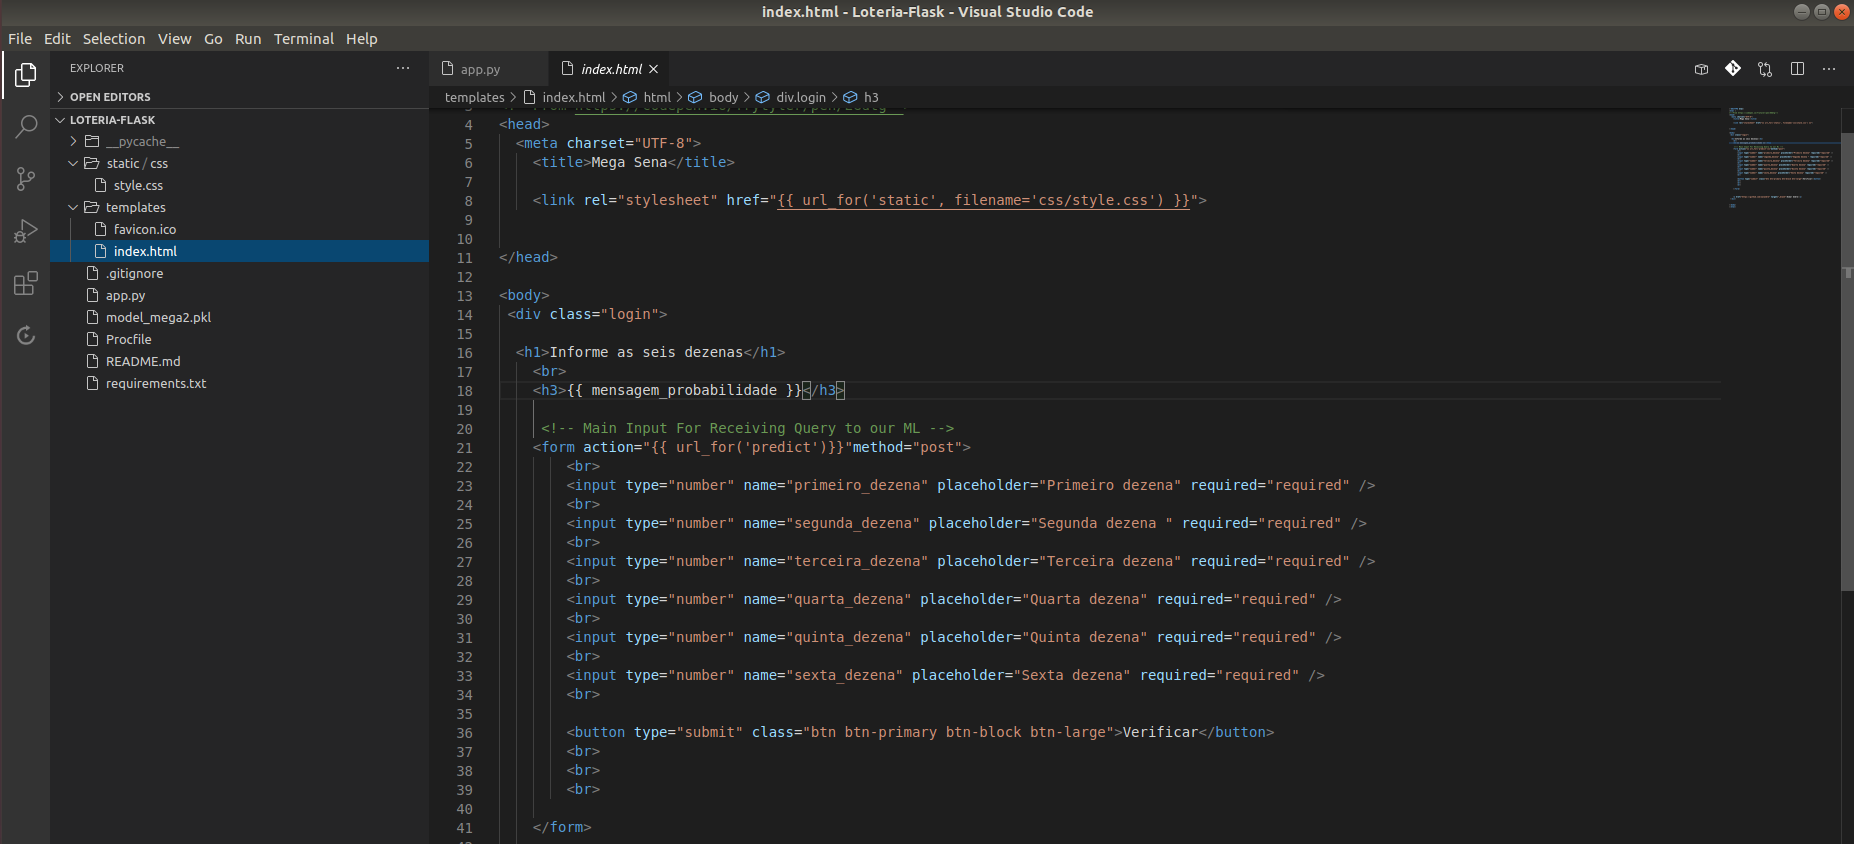 index.html - Loteria-Flask - Visual Studio Code
File Edit Selection View Go Run Terminal Help
EXPLORER
OPEN EDITORS
LOTERIA-FLASK
__pycache__
static / css
style.css
templates
favicon.ico
index.html
.gitignore
app.py
model_mega2.pkl
Procfile
README.md
requirements.txt
app.py index.html
templates > index.html > html > body > div.login > h3
4 <head>
5 <meta charset="UTF-8">
6 <title>Mega Sena</title>
7
8 <link rel="stylesheet" href="{{ url_for('static', filename='css/style.css') }}">
9
10
11 </head>
12
13 <body>
14 <div class="login">
15
16 <h1>Informe as seis dezenas</h1>
17 <br>
18 <h3>{{ mensagem_probabilidade }}</h3>
19
20 <!-- Main Input For Receiving Query to our ML -->
21 <form action="{{ url_for('predict')}}"method="post">
22 <br>
23 <input type="number" name="primeiro_dezena" placeholder="Primeiro dezena" required="required" />
24 <br>
25 <input type="number" name="segunda_dezena" placeholder="Segunda dezena " required="required" />
26 <br>
27 <input type="number" name="terceira_dezena" placeholder="Terceira dezena" required="required" />
28 <br>
29 <input type="number" name="quarta_dezena" placeholder="Quarta dezena" required="required" />
30 <br>
31 <input type="number" name="quinta_dezena" placeholder="Quinta dezena" required="required" />
32 <br>
33 <input type="number" name="sexta_dezena" placeholder="Sexta dezena" required="required" />
34 <br>
35
36 <button type="submit" class="btn btn-primary btn-block btn-large">Verificar</button>
37 <br>
38 <br>
39 <br>
40
41 </form>